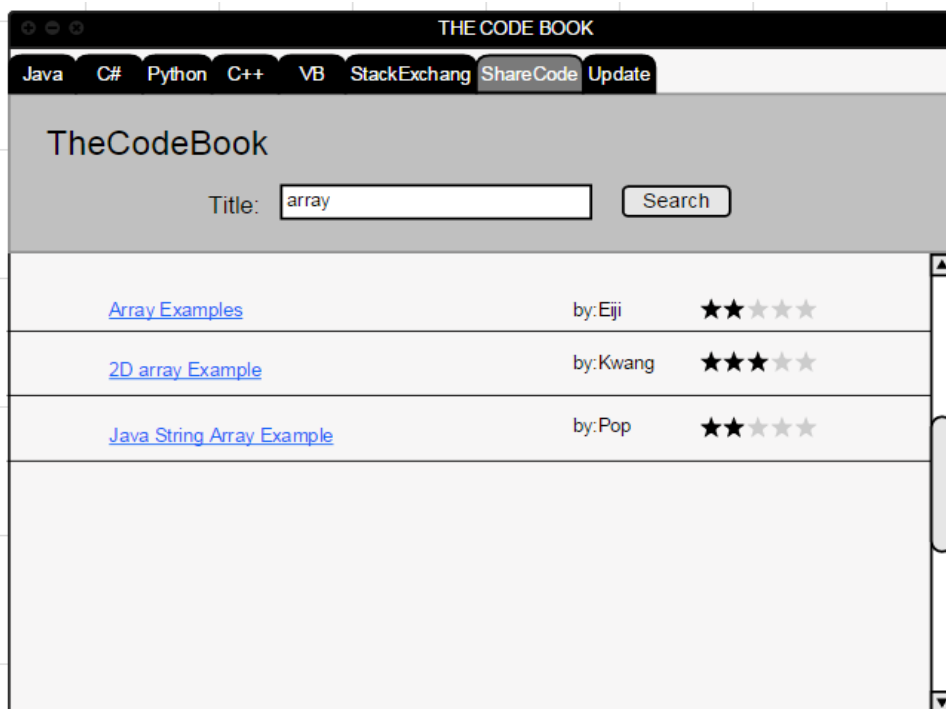 THE CODE BOOK
Java C# Python C++ VB StackExchang ShareCode Update
TheCodeBook
Title: array Search
Array Examples by:Eiji
2D array Example by:Kwang
Java String Array Example by:Pop